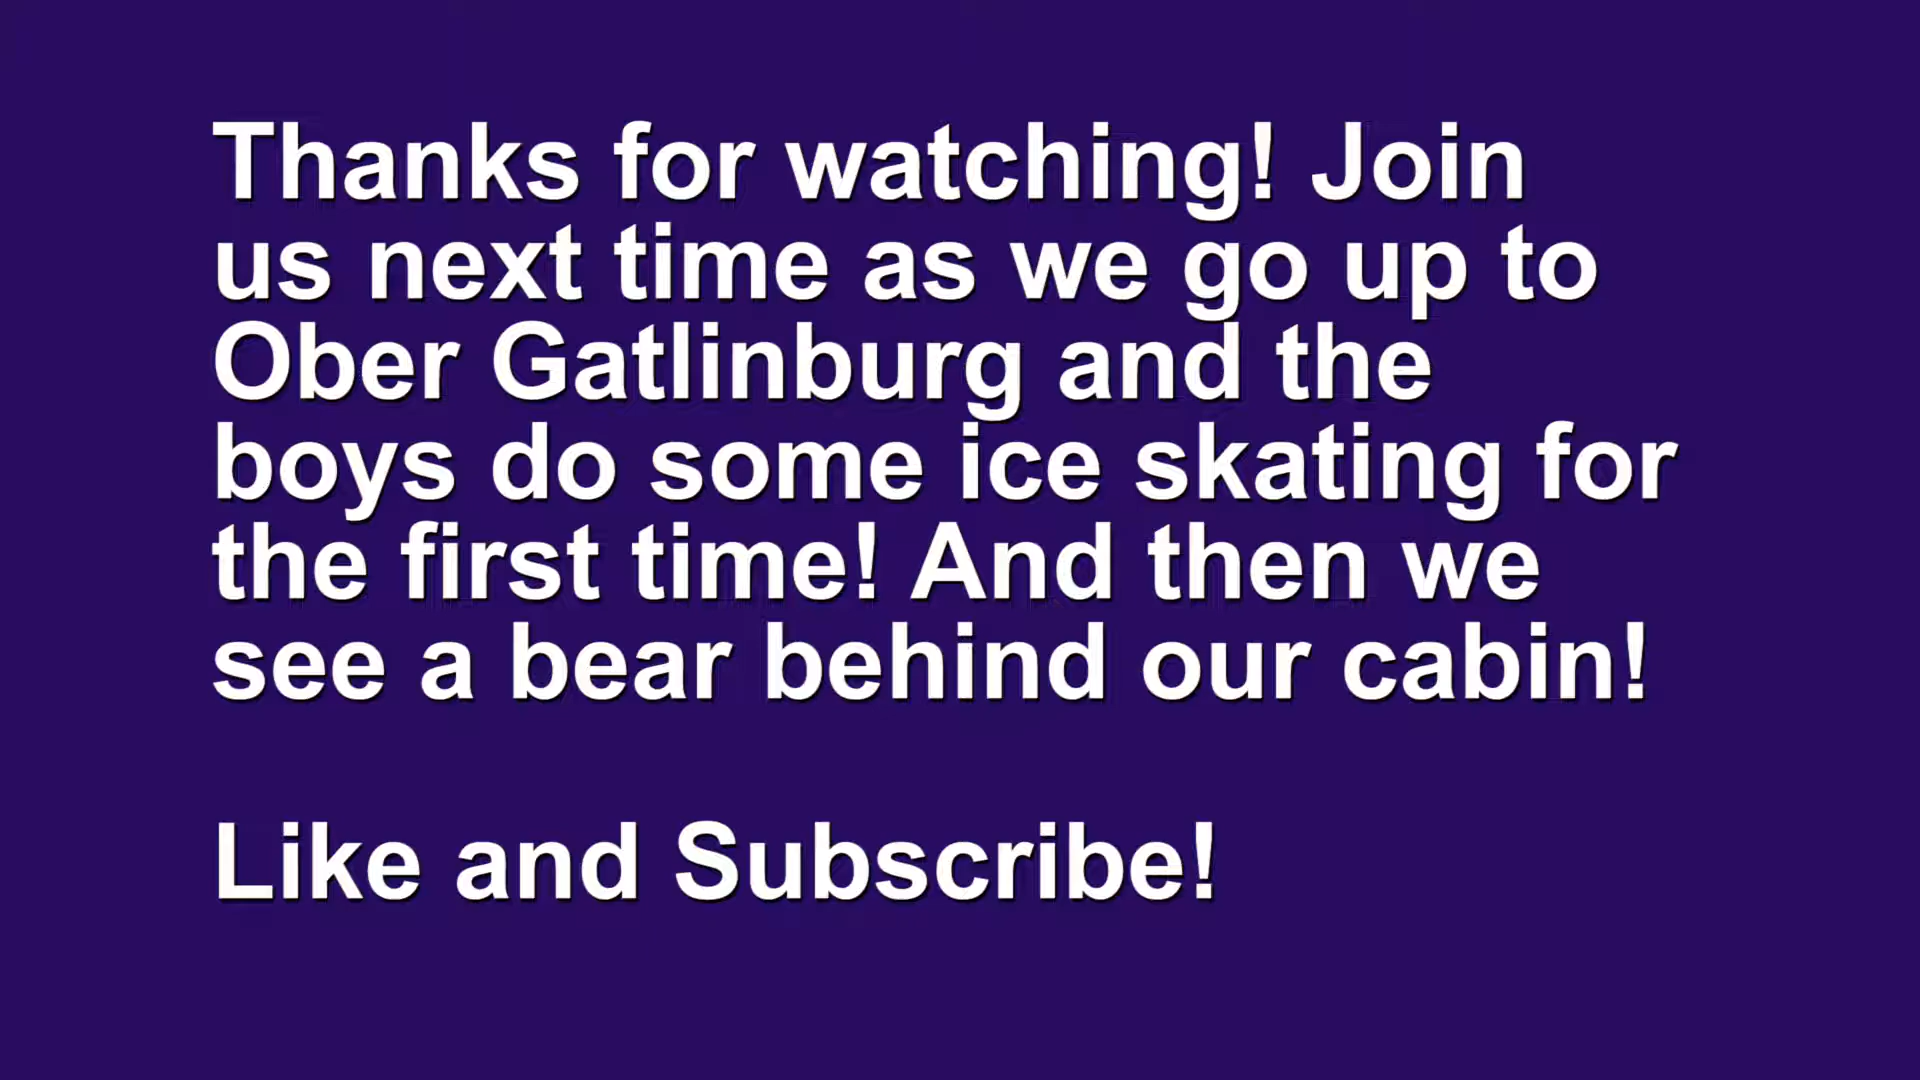 Thanks for watching! Join
us next time as we go up to
Ober Gatlinburg and the
boys do some ice skating for
the first time! And then we
see a bear behind our cabin!
Like and Subscribe!